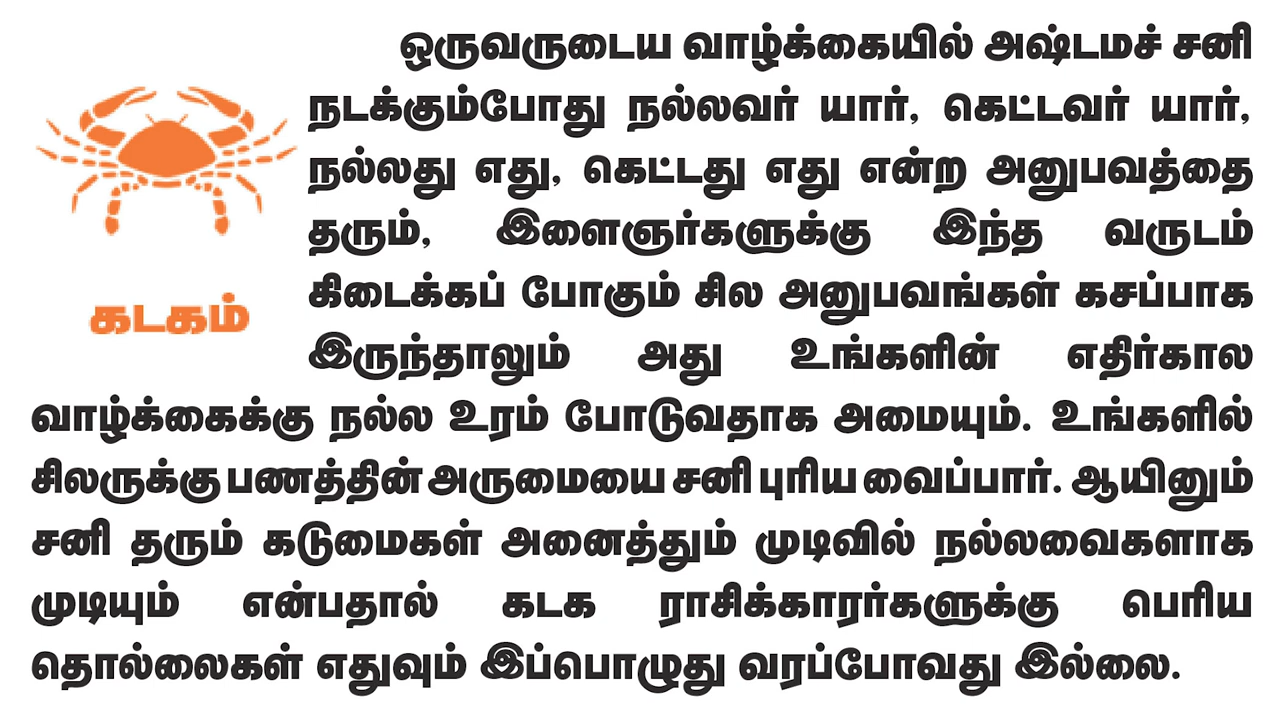 ஒருவருடைய வாழ்க்கையில் அஷ்டமச் சனி
நடக்கும்போது நல்லவர் யார், கெட்டவர் யார்,
நல்லது எது, கெட்டது எது என்ற அனுபவத்தை
தரும், இளைஞர்களுக்கு இந்த வருடம்
கிடைக்கப் போகும் சில அனுபவங்கள் கசப்பாக
கடகம்
இருந்தாலும் அது உங்களின் எதிர்கால
வாழ்க்கைக்கு நல்ல உரம் போடுவதாக அமையும். உங்களில்
சிலருக்கு பணத்தின் அருமையை சனி புரிய வைப்பார். ஆயினும்
சனி தரும் கடுமைகள் அனைத்தும் முடிவில் நல்லவைகளாக
முடியும் என்பதால் கடக ராசிக்காரர்களுக்கு பெரிய
தொல்லைகள் எதுவும் இப்பொழுது வரப்போவது இல்லை.